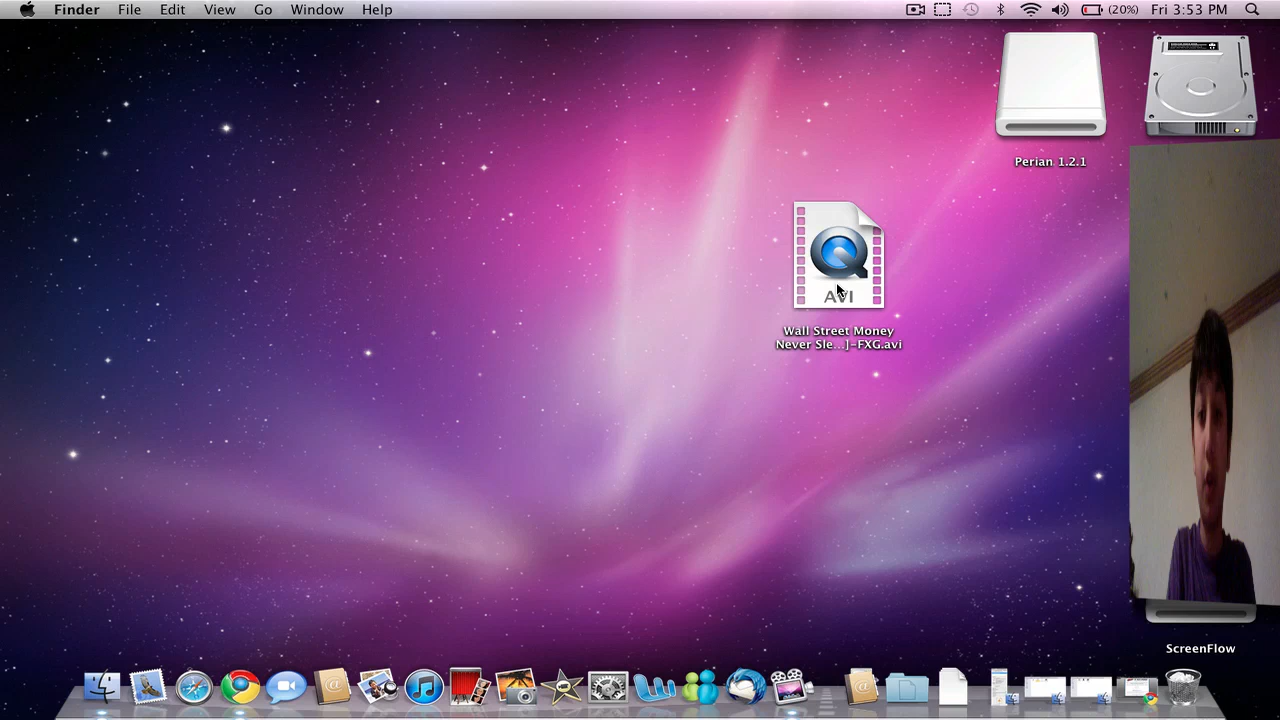 Finder File Edit View Go Window Help (20%) Fri 3:53 PM
Perian 1.2.1
AVI
Wall Street Money
Never Sle...]-FXG.avi
ScreenFlow